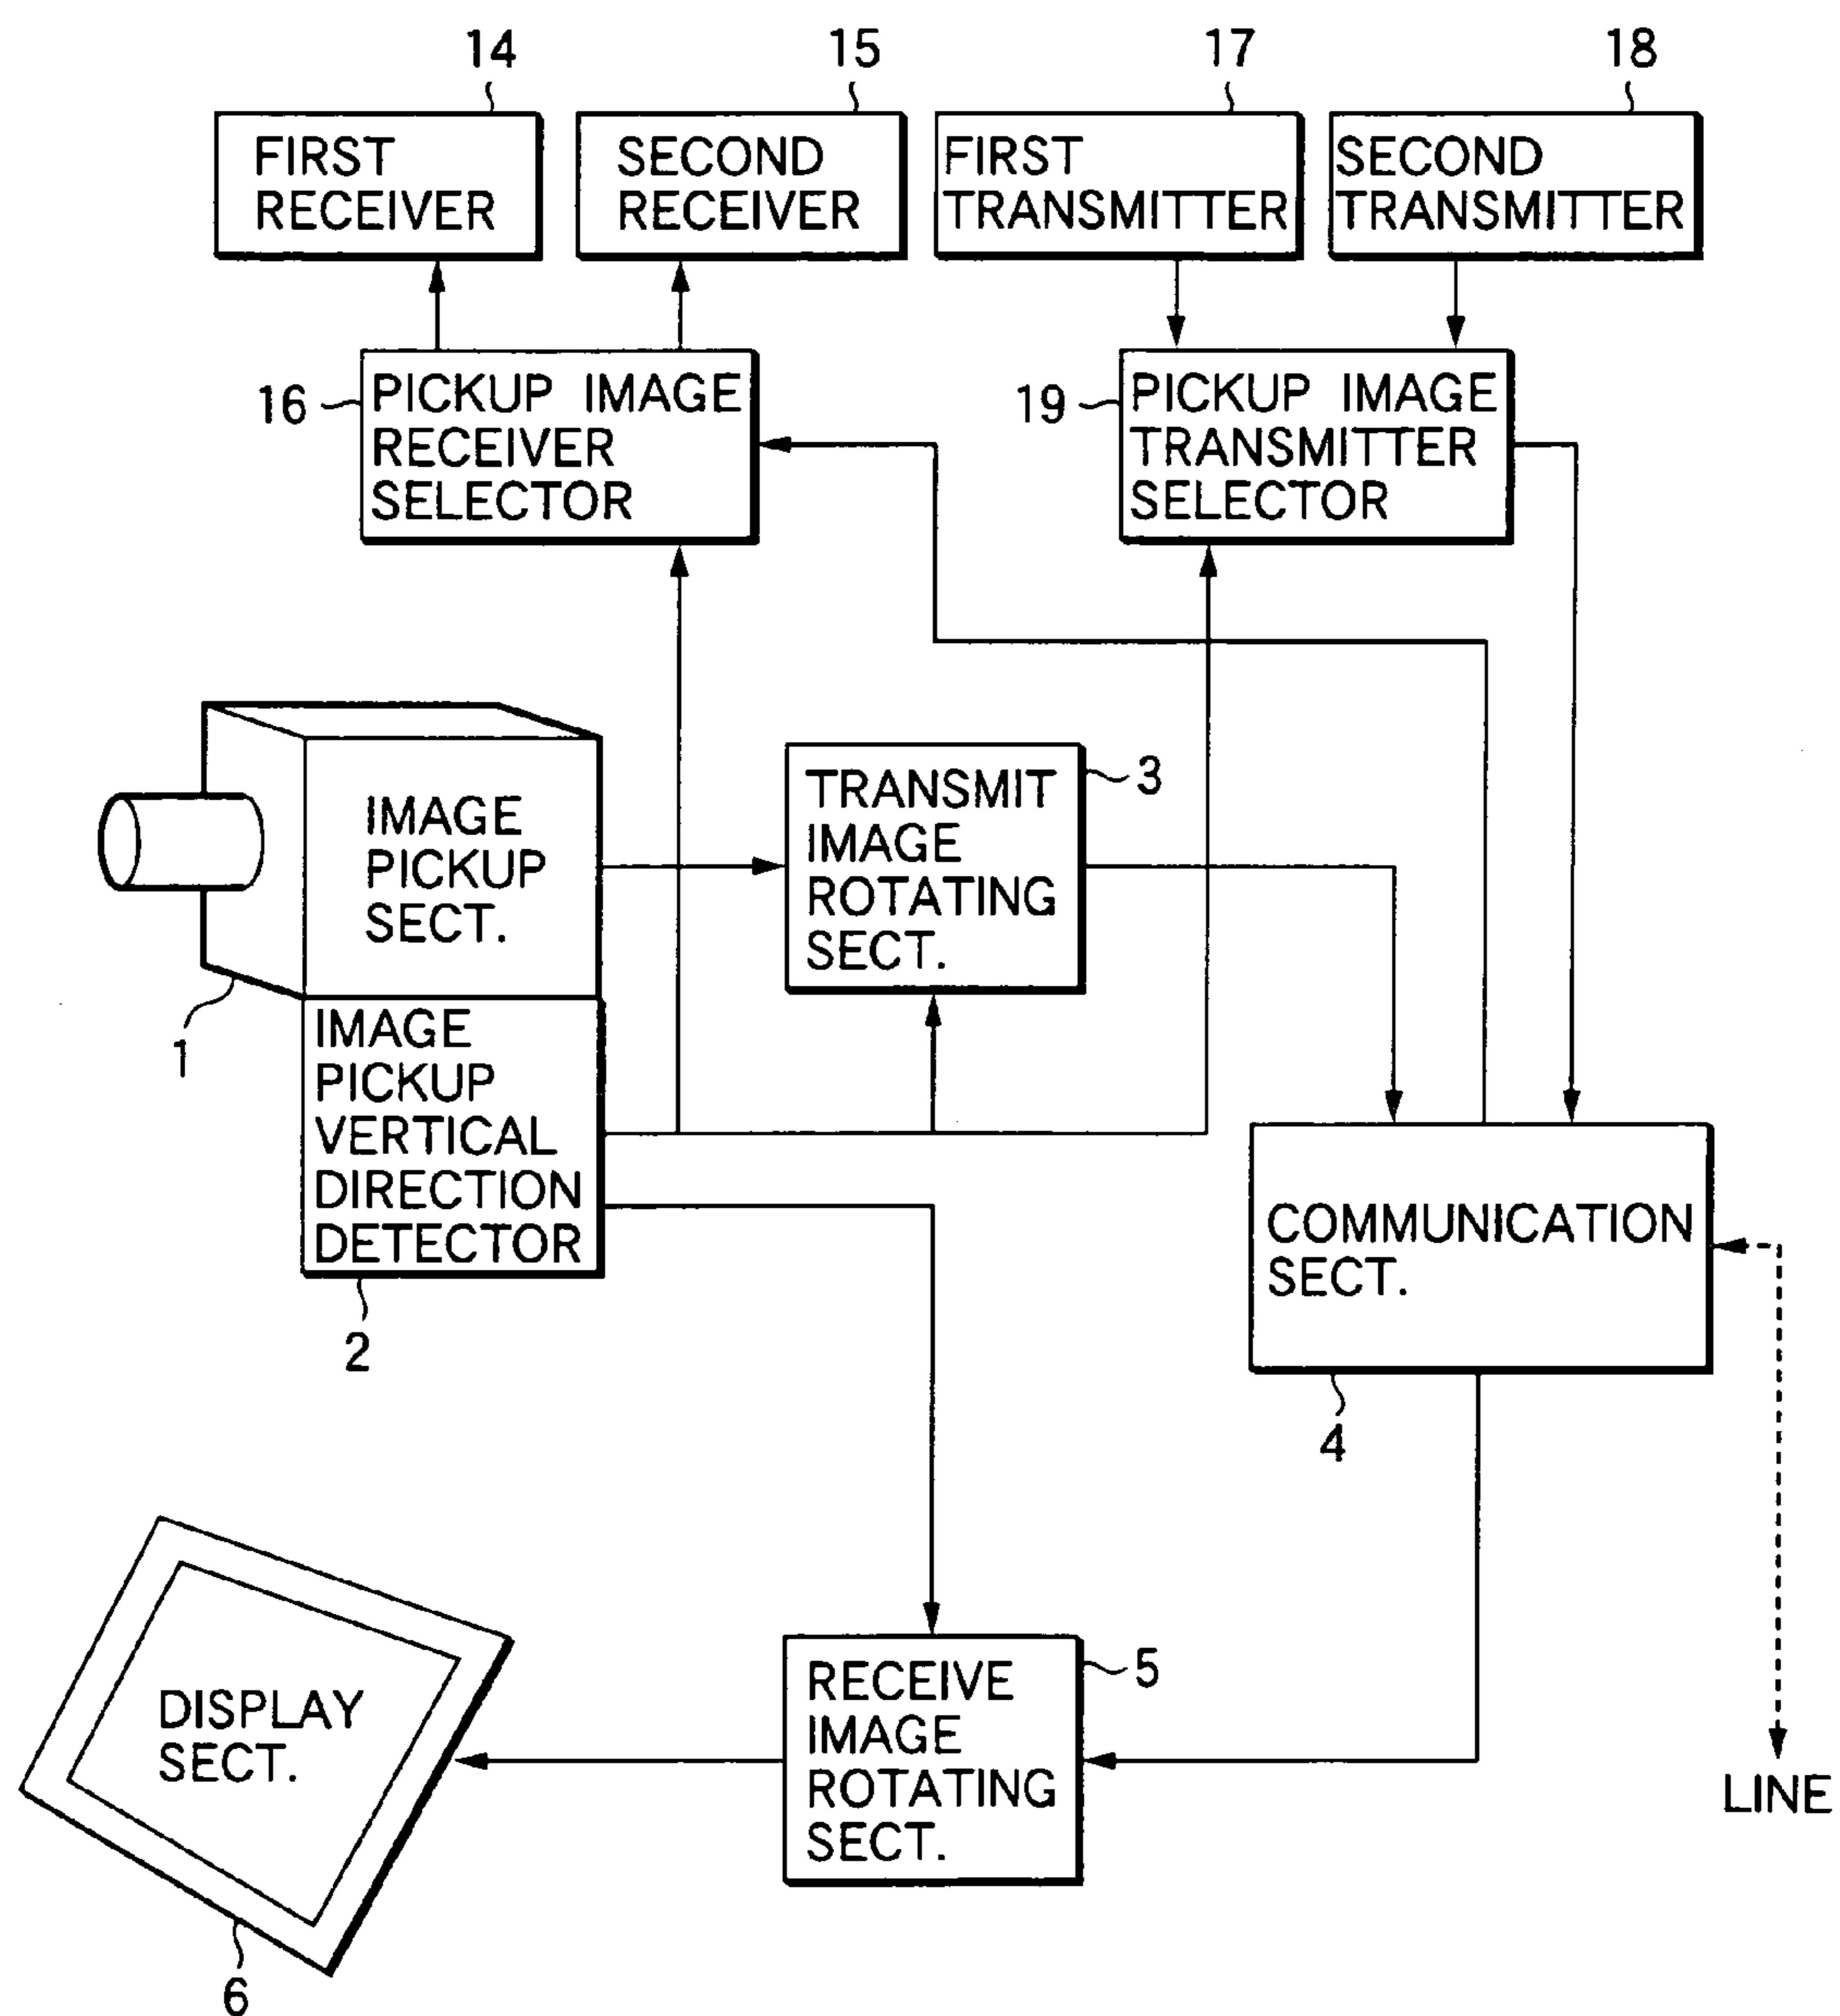 14
15
17
18
FIRST
RECEIVER
SECOND
RECEIVER
FIRST
TRANSMITTER
SECOND
TRANSMITTER
16
PICKUP IMAGE
RECEIVER
SELECTOR
19
PICKUP IMAGE
TRANSMITTER
SELECTOR
IMAGE
PICKUP
SECT.
1
TRANSMIT
IMAGE
ROTATING
SECT.
3
IMAGE
PICKUP
VERTICAL
DIRECTION
DETECTOR
2
COMMUNICATION
SECT.
4
LINE
RECEIVE
IMAGE
ROTATING
SECT.
5
DISPLAY
SECT.
6